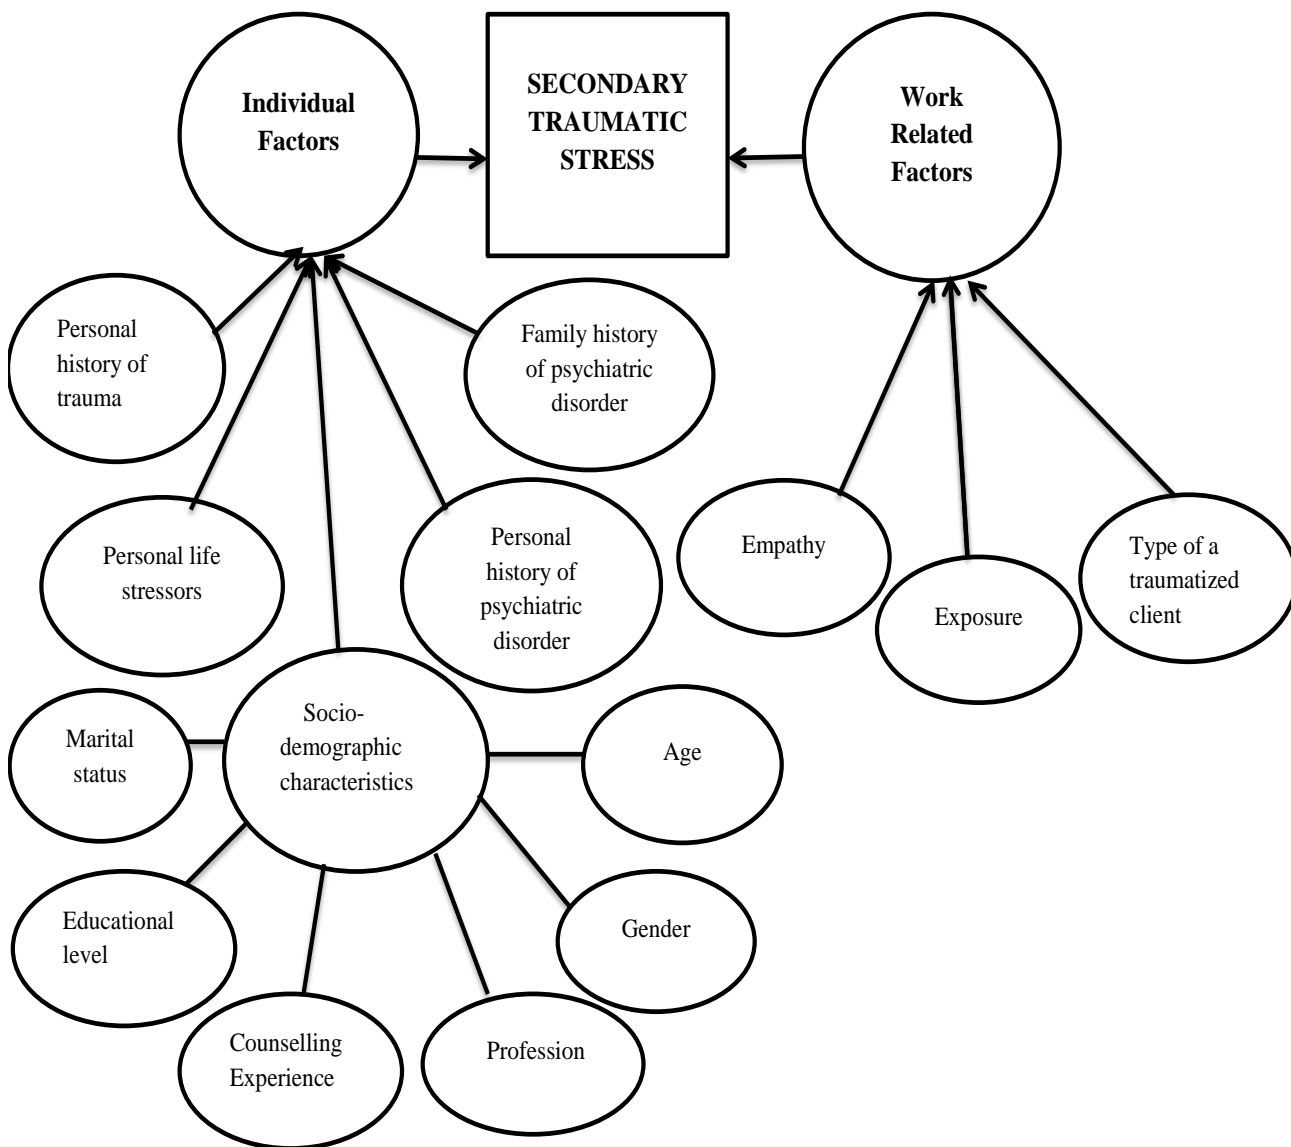 Individual
Factors
SECONDARY
TRAUMATIC
STRESS
Work
Related
Factors
Personal
history of
trauma
Family history
of psychiatric
disorder
Personal life
stressors
Personal
history of
psychiatric
disorder
Empathy
Exposure
Type of a
traumatized
client
Socio-
demographic
characteristics
Marital
status
Age
Educational
level
Gender
Counselling
Experience
Profession